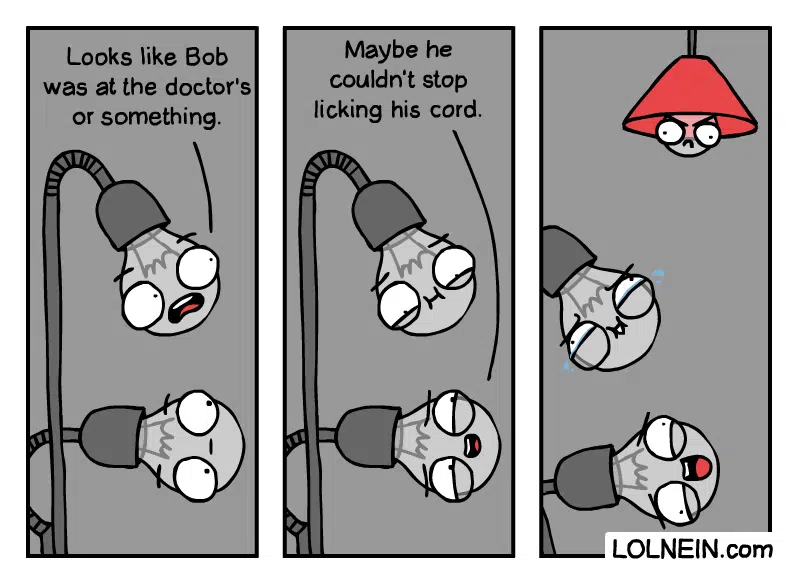 Looks like Bob
was at the doctor's
or something.
Maybe he
couldn't stop
licking his cord.
LOLNEIN.com